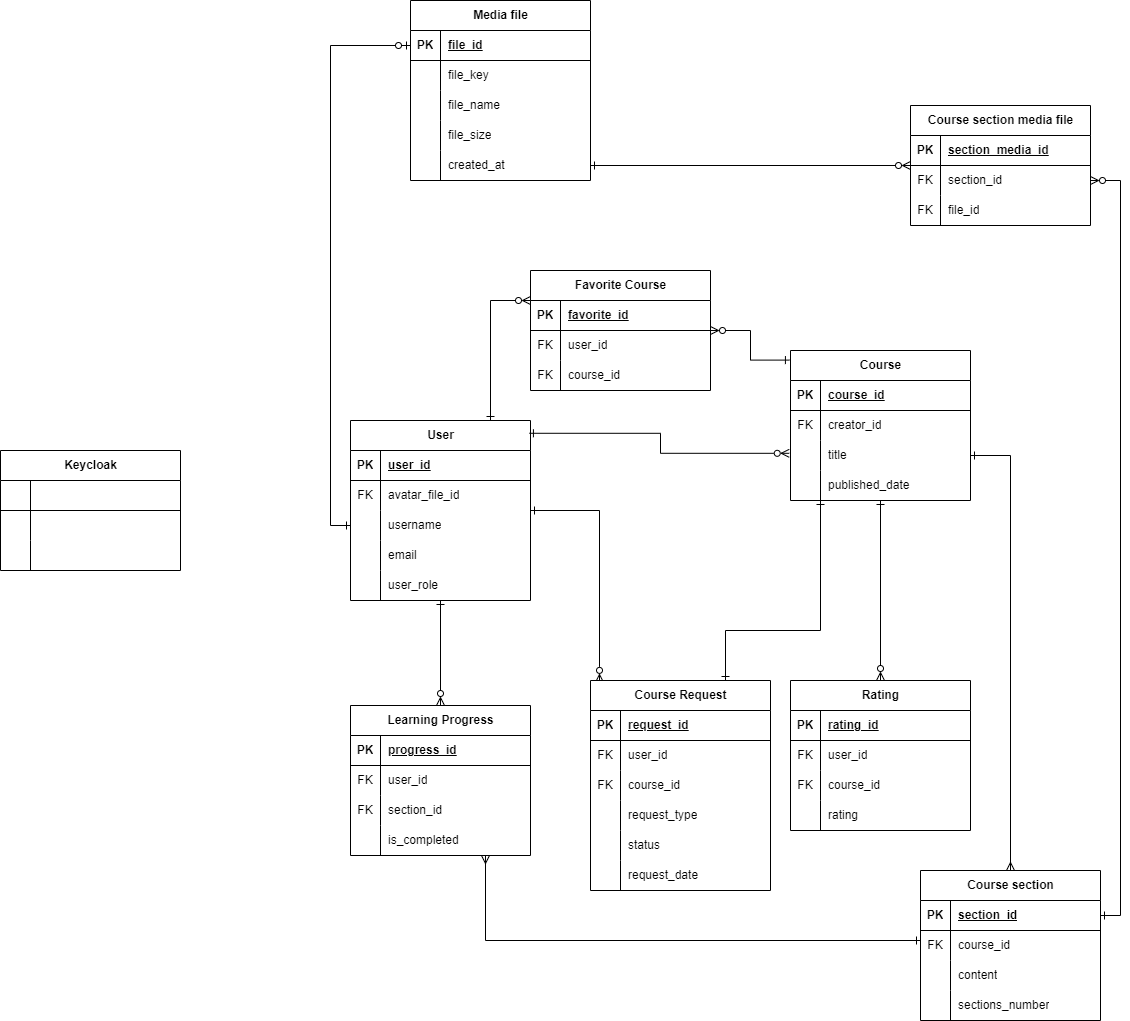 Media file
PK file_id
file_key
file_name
file_size
created_at
Course section media file
PK section_media_id
FK section_id
FK file_id
Favorite Course
PK favorite_id
FK user_id
FK course_id
Course
PK course_id
FK creator_id
title
published_date
User
PK user_id
FK avatar_file_id
username
email
user_role
Keycloak
Learning Progress
PK progress_id
FK user_id
FK section_id
is_completed
Course Request
PK request_id
FK user_id
FK course_id
request_type
status
request_date
Rating
PK rating_id
FK user_id
FK course_id
rating
Course section
PK section_id
FK course_id
content
sections_number